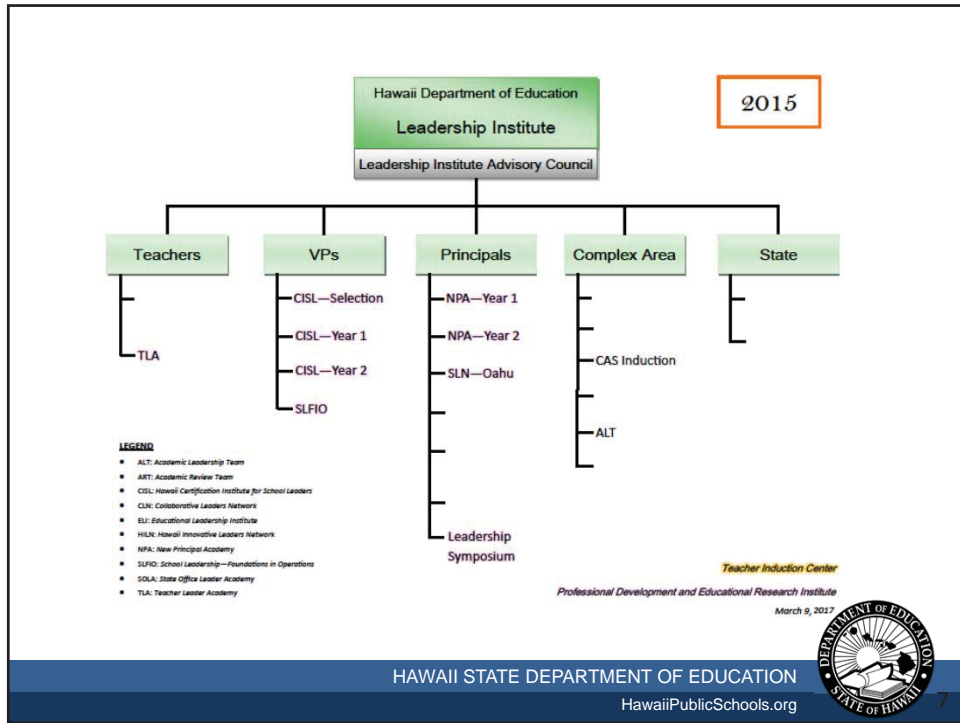 Hawaii Department of Education
Leadership Institute
Leadership Institute Advisory Council
2015
Teachers
VPs
Principals
Complex Area
State
TLA
CISL—Selection
CISL—Year 1
CISL—Year 2
SLFIO
NPA—Year 1
NPA—Year 2
SLN—Oahu
Leadership
Symposium
CAS Induction
ALT
LEGEND
• ALT: Academic Leadership Team
• ART: Academic Review Team
• CISL: Hawaii Certification Institute for School Leaders
• CLN: Collaborative Leaders Network
• ELI: Educational Leadership Institute
• HILN: Hawaii Innovative Leaders Network
• NPA: New Principal Academy
• SLFIO: School Leadership—Foundations in Operations
• SOLA: State Office Leader Academy
• TLA: Teacher Leader Academy
Teacher Induction Center
Professional Development and Educational Research Institute
March 9, 2017
HAWAII STATE DEPARTMENT OF EDUCATION
HawaiiPublicSchools.org
DEPARTMENT OF EDUCATION
STATE OF HAWAII
7